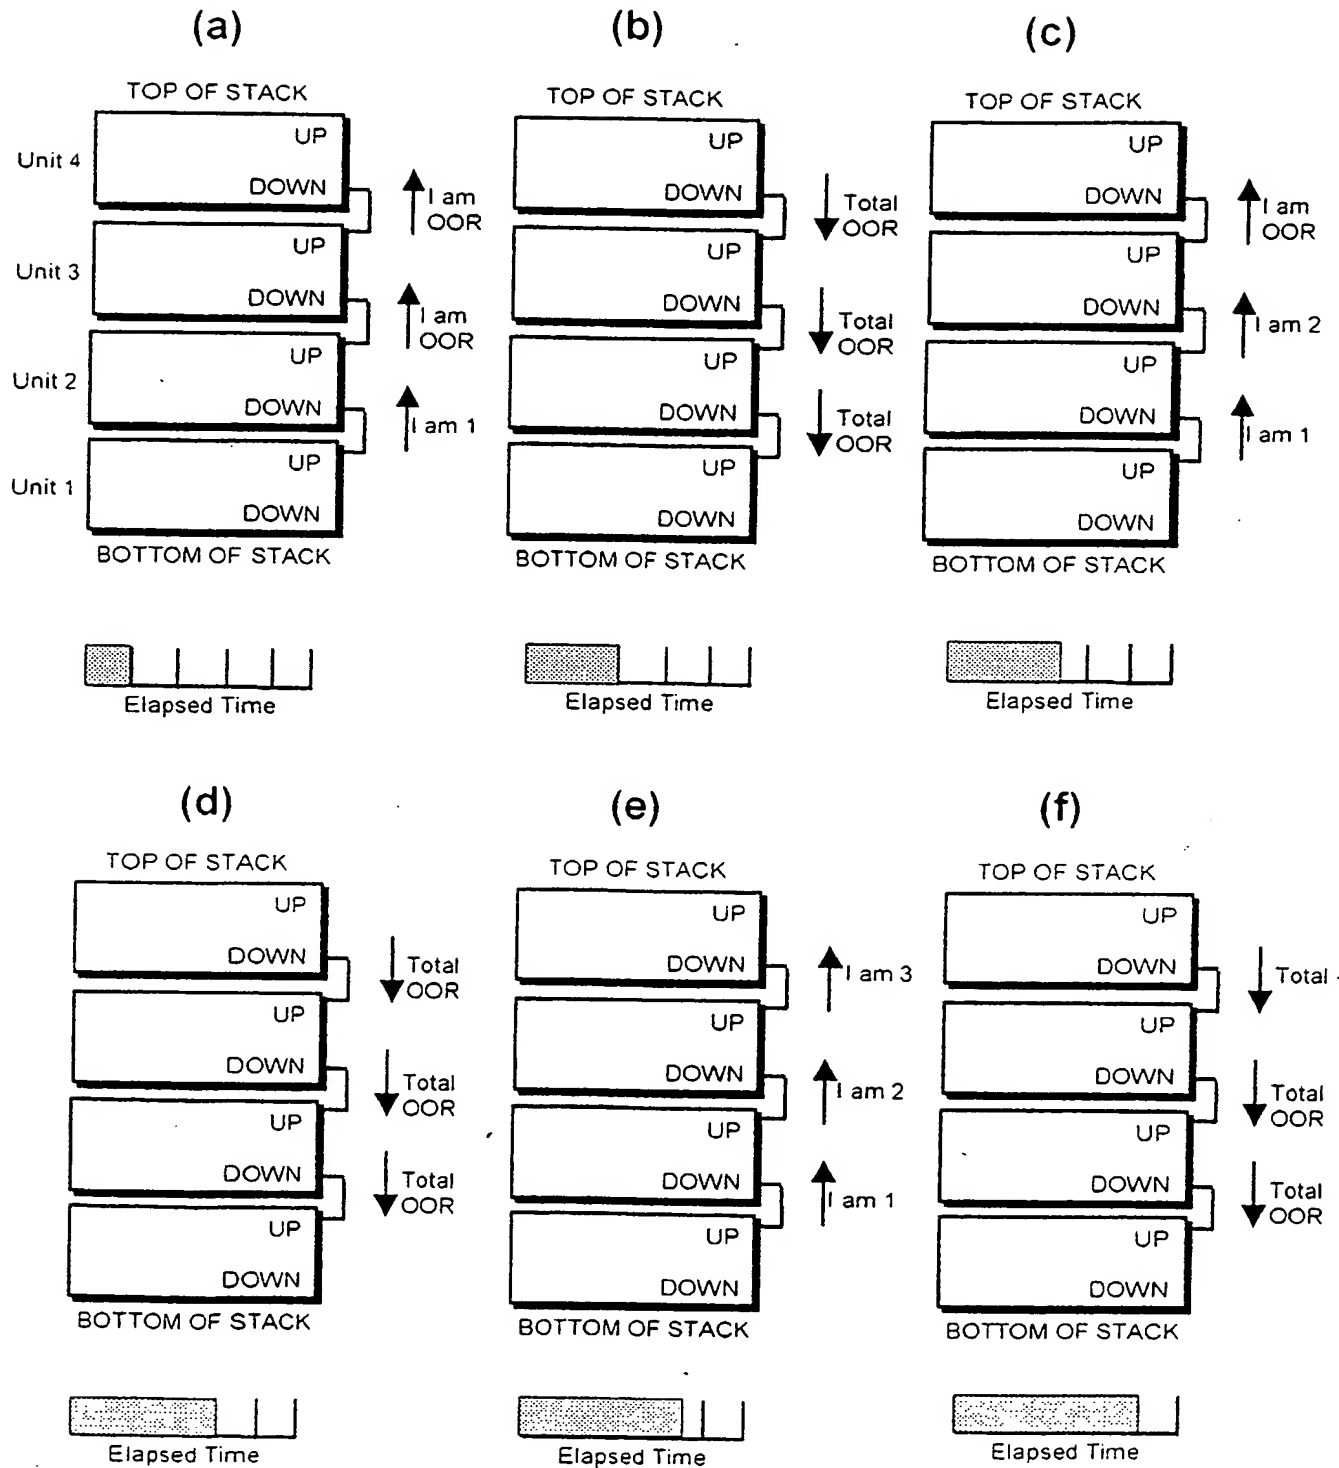 (a)
TOP OF STACK
Unit 4
UP
DOWN
I am
OOR
Unit 3
UP
DOWN
I am
OOR
Unit 2
UP
DOWN
I am 1
Unit 1
UP
DOWN
BOTTOM OF STACK
Elapsed Time
(b)
TOP OF STACK
UP
DOWN
Total
OOR
UP
DOWN
Total
OOR
UP
DOWN
Total
OOR
UP
DOWN
BOTTOM OF STACK
Elapsed Time
(c)
TOP OF STACK
UP
DOWN
I am
OOR
UP
DOWN
I am 2
UP
DOWN
I am 1
UP
DOWN
BOTTOM OF STACK
Elapsed Time
(d)
TOP OF STACK
UP
DOWN
Total
OOR
UP
DOWN
Total
OOR
UP
DOWN
Total
OOR
UP
DOWN
BOTTOM OF STACK
Elapsed Time
(e)
TOP OF STACK
UP
DOWN
I am 3
UP
DOWN
I am 2
UP
DOWN
I am 1
UP
DOWN
BOTTOM OF STACK
Elapsed Time
(f)
TOP OF STACK
UP
DOWN
Total
UP
DOWN
Total
OOR
UP
DOWN
Total
OOR
UP
DOWN
BOTTOM OF STACK
Elapsed Time